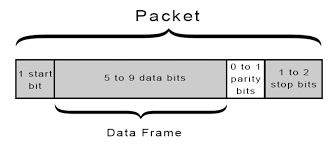 Packet
1 start
bit
5 to 9 data bits
0 to 1
parity
bits
1 to 2
stop bits
Data Frame